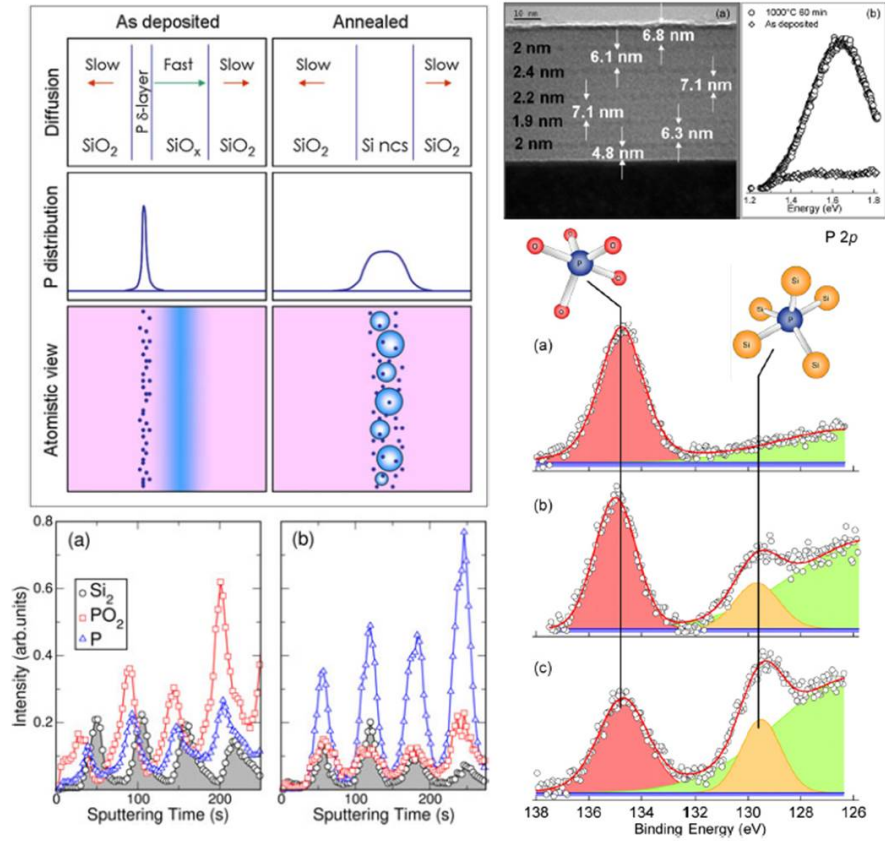 As deposited
Annealed
Diffusion
Slow Fast Slow
P δ-layer
SiO2 SiOx SiO2
Slow Slow
SiO2 Si ncs SiO2
P distribution
Atomistic view
10 nm
(a)
6.8 nm
2 nm
6.1 nm
2.4 nm
7.1 nm
2.2 nm
7.1 nm
1.9 nm
6.3 nm
2 nm
4.8 nm
1000°C 60 min (b)
As deposited
1.2 1.4 1.6 1.8
Energy (eV)
P 2p
O O O O O P
Si Si Si Si Si P
(a)
(b)
(c)
138 136 134 132 130 128 126
Binding Energy (eV)
(a)
Si2
PO2
P
0.8
0.6
0.4
0.2
Intensity (arb.units)
0 100 200
Sputtering Time (s)
(b)
0 100 200
Sputtering Time (s)